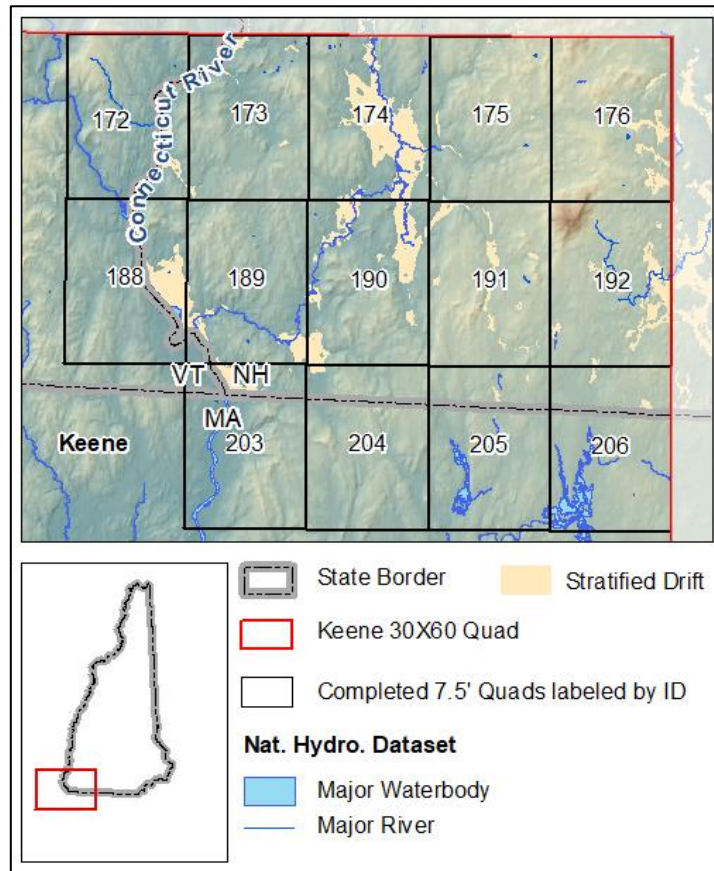 Connecticut River
172
173
174
175
176
188
189
190
191
192
VT NH
MA
Keene
203
204
205
206
State Border
Stratified Drift
Keene 30X60 Quad
Completed 7.5' Quads labeled by ID
Nat. Hydro. Dataset
Major Waterbody
Major River